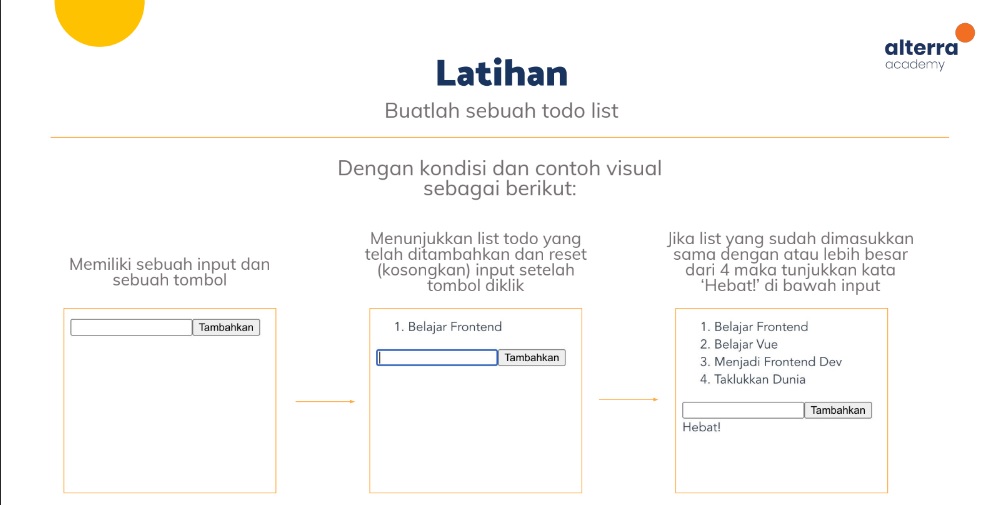 alterra
academy
Latihan
Buatlah sebuah todo list
Dengan kondisi dan contoh visual
sebagai berikut:
Memiliki sebuah input dan
sebuah tombol
Tambahkan
Menunjukkan list todo yang
telah ditambahkan dan reset
(kosongkan) input setelah
tombol diklik
1. Belajar Frontend
Tambahkan
Jika list yang sudah dimasukkan
sama dengan atau lebih besar
dari 4 maka tunjukkan kata
‘Hebat!’ di bawah input
1. Belajar Frontend
2. Belajar Vue
3. Menjadi Frontend Dev
4. Taklukkan Dunia
Tambahkan
Hebat!